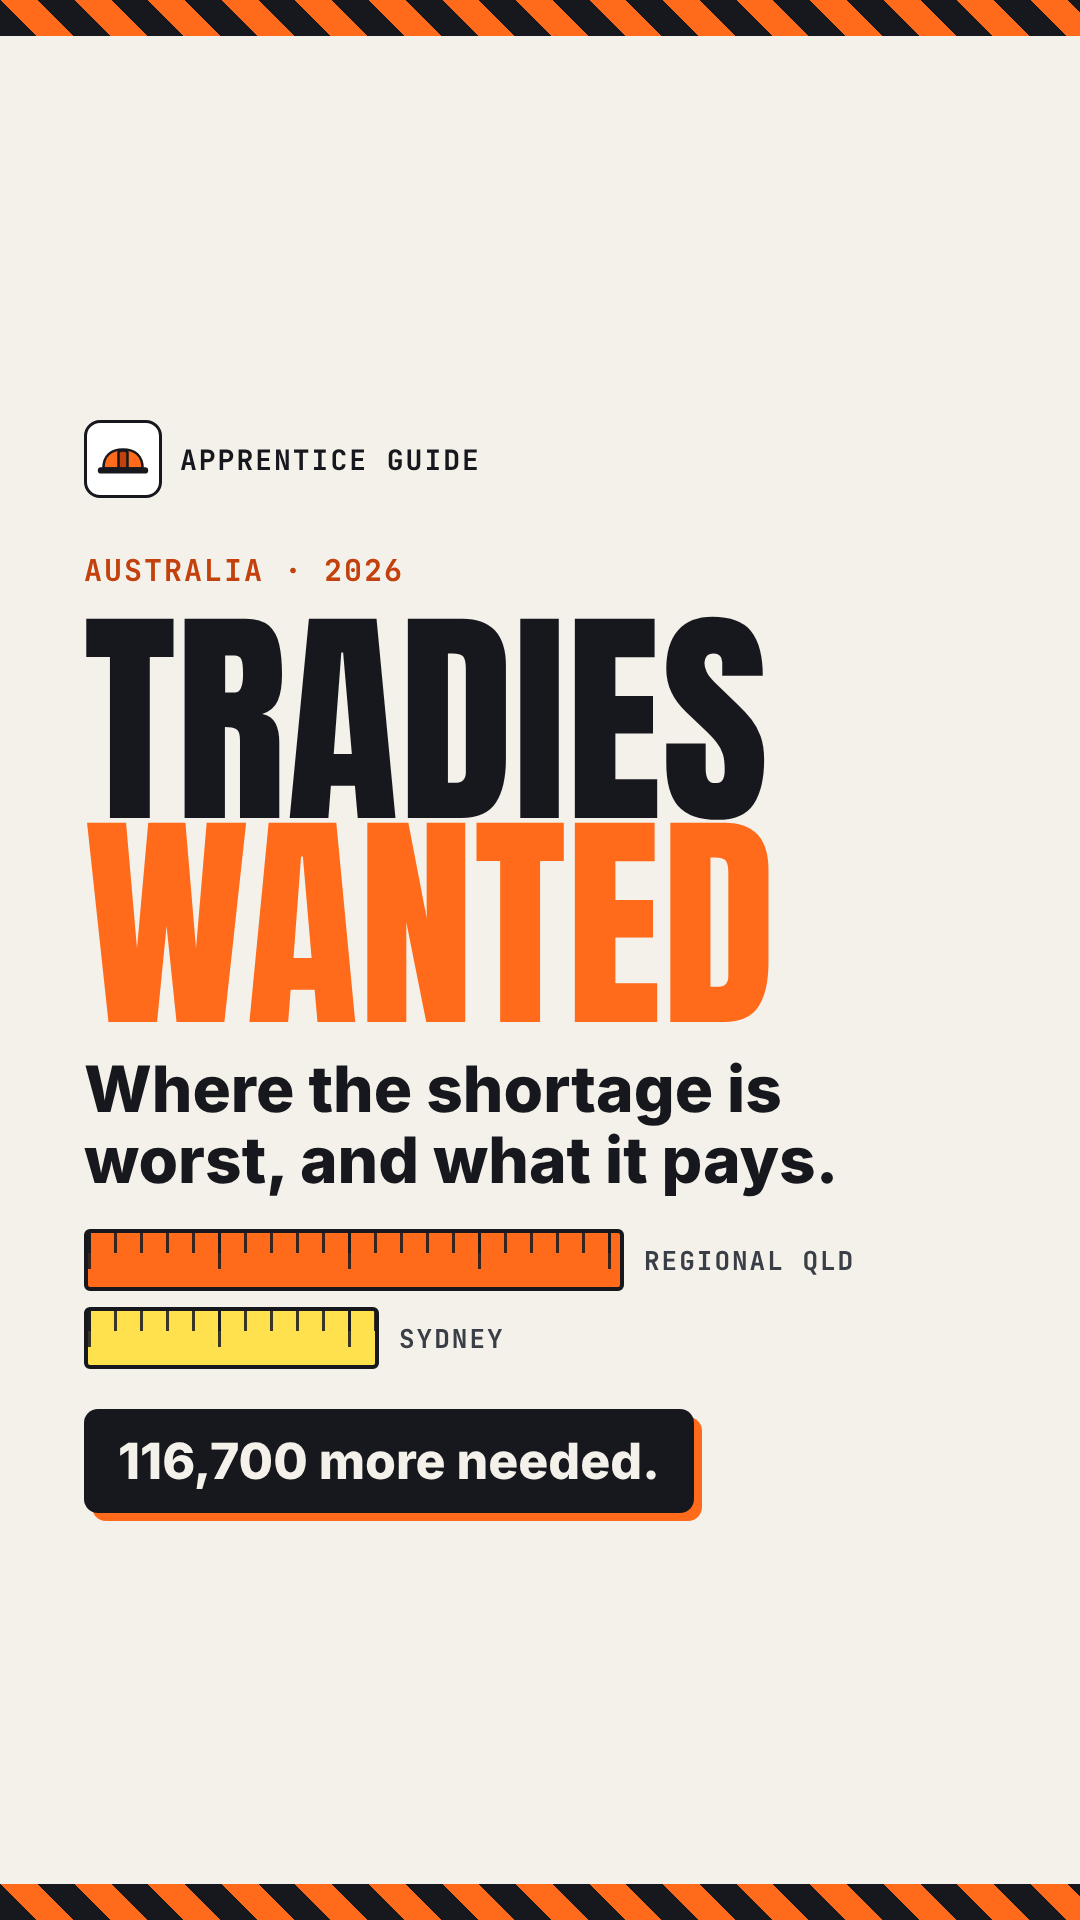 APPRENTICE GUIDE
AUSTRALIA · 2026
TRADIES
WANTED
Where the shortage is
worst, and what it pays.
REGIONAL QLD
SYDNEY
116,700 more needed.